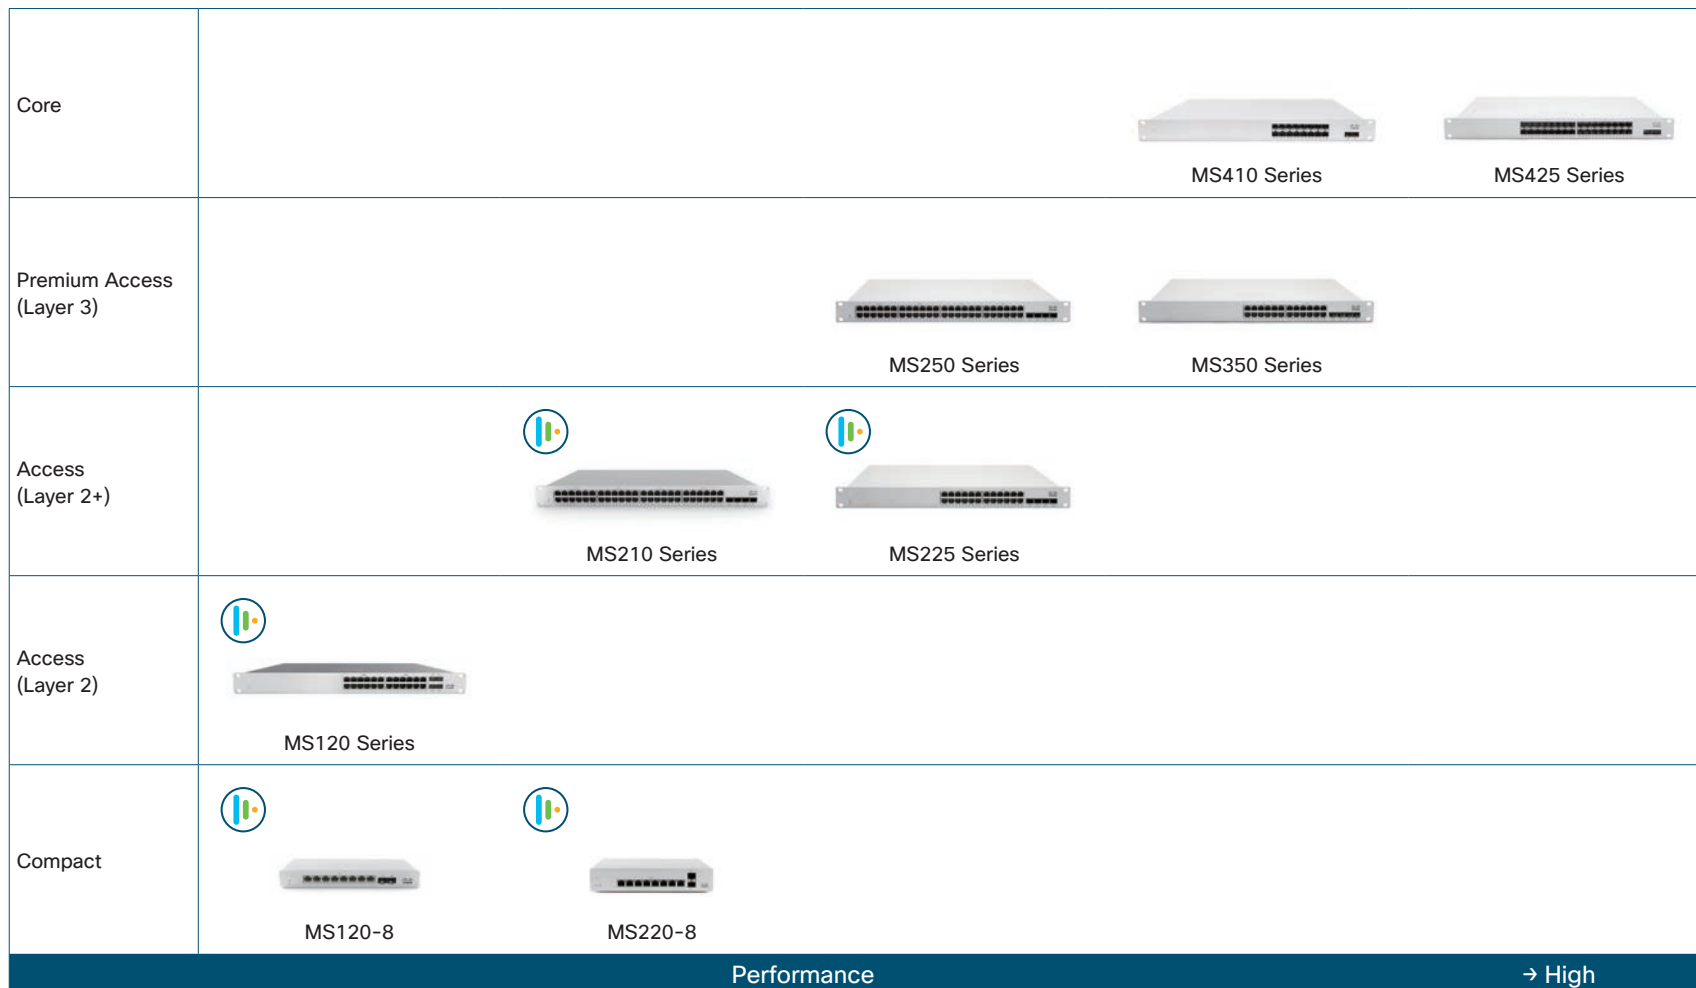 Core
MS410 Series
MS425 Series
Premium Access
(Layer 3)
MS250 Series
MS350 Series
Access
(Layer 2+)
MS210 Series
MS225 Series
Access
(Layer 2)
MS120 Series
Compact
MS120-8
MS220-8
Performance
→ High